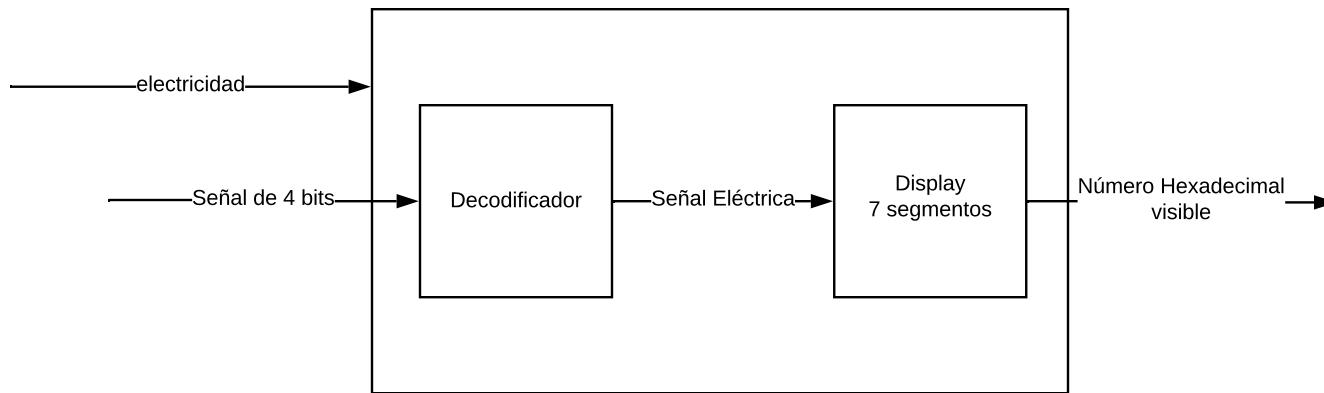 electricidad
Señal de 4 bits
Decodificador
Señal Eléctrica
Display
7 segmentos
Número Hexadecimal
visible